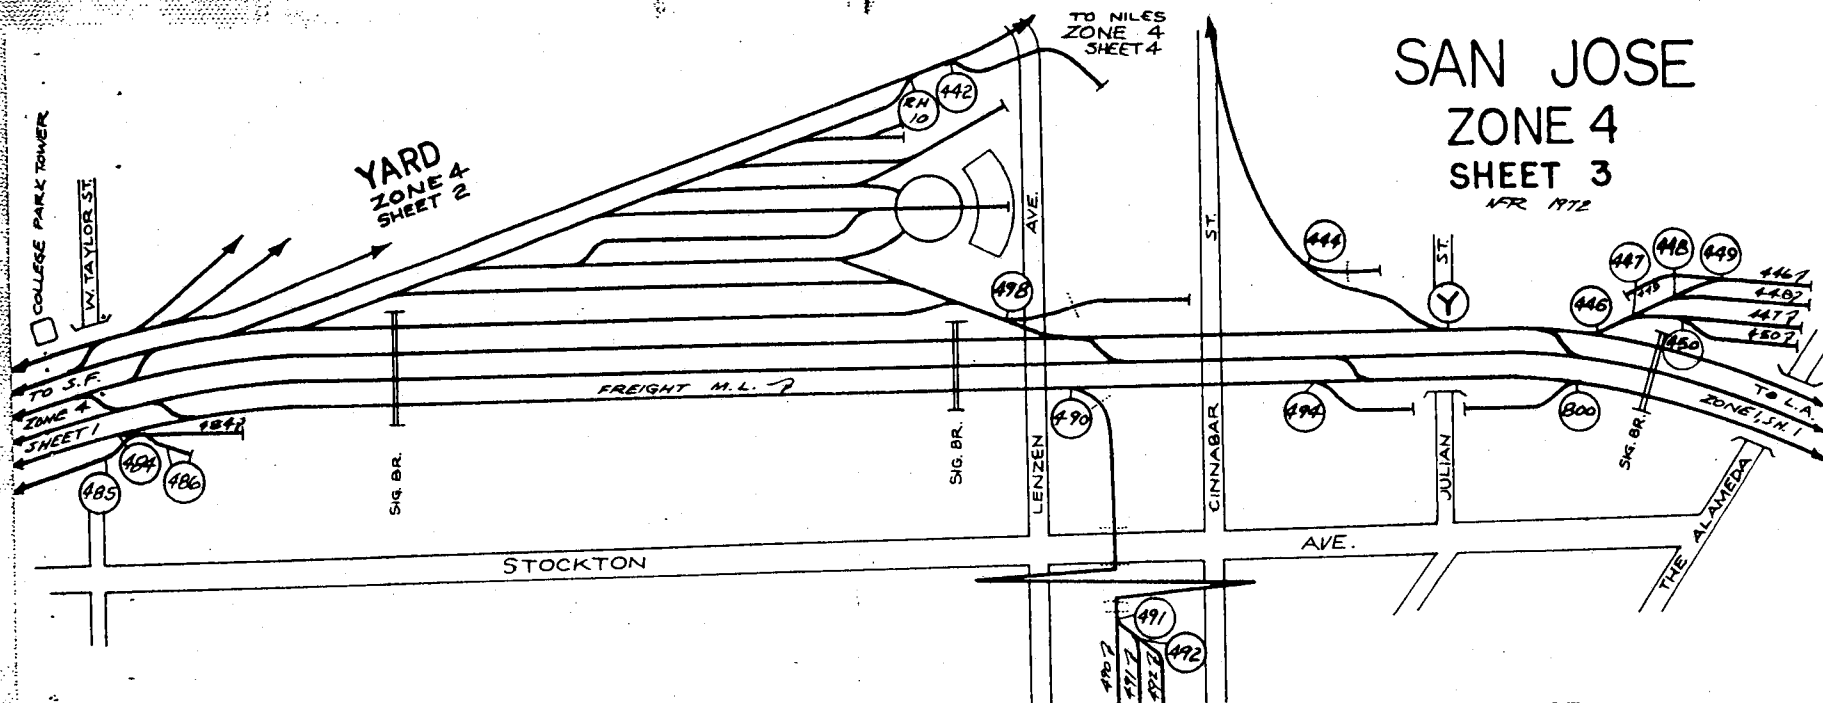 TO NILES
ZONE 4
SHEET 4
SAN JOSE
ZONE 4
SHEET 3
NFR 1972
COLLEGE PARK TOWER
W. TAYLOR ST.
YARD
ZONE 4
SHEET 2
RH
10
442
AVE.
ST.
444
ST.
Y
447
448
449
446
446
448
447
450
450
498
TO S.F.
ZONE 4
SHEET 1
FREIGHT M.L.
TO L.A.
ZONE 1, SH. 1
484
484
485
486
490
494
800
SIG. BR.
SIG. BR.
SIG. BR.
LENZEN
CINNABAR
JULIAN
THE ALAMEDA
STOCKTON
AVE.
491
492
490
491
492